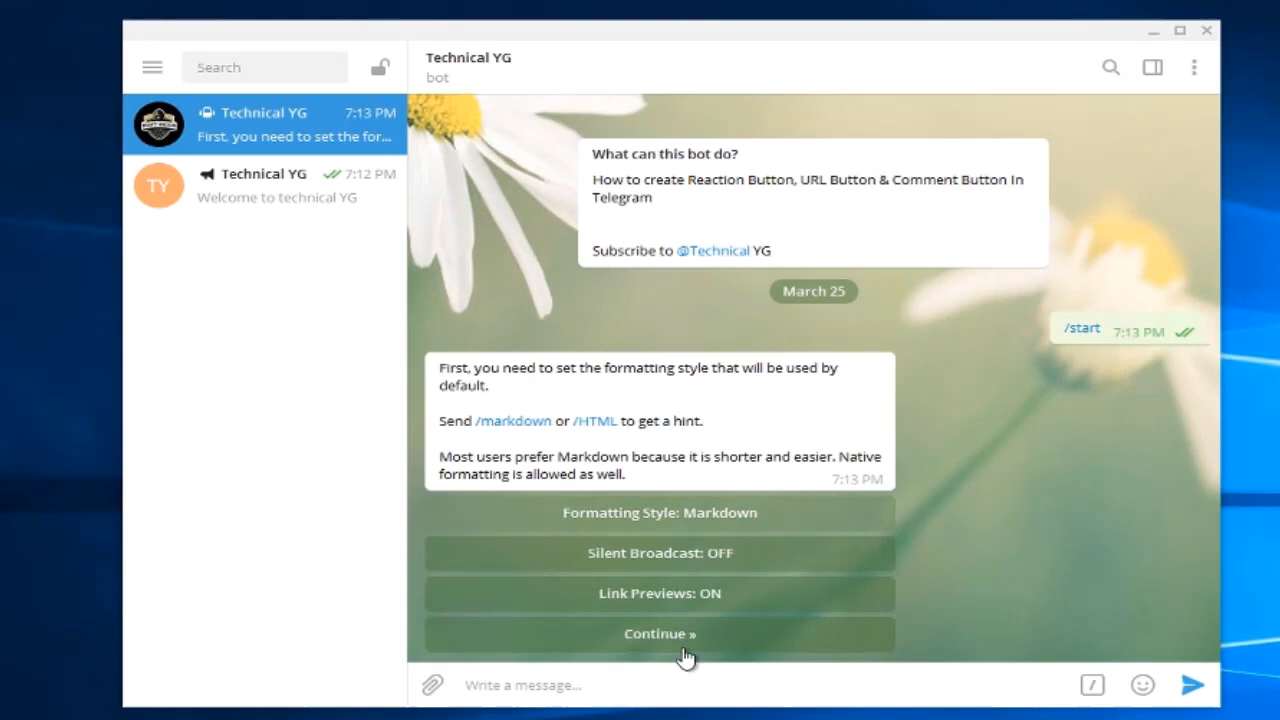 Search
Technical YG 7:13 PM
First, you need to set the for...
TY
Technical YG 7:12 PM
Welcome to technical YG
Technical YG
bot
What can this bot do?
How to create Reaction Button, URL Button & Comment Button In
Telegram
Subscribe to @Technical YG
March 25
/start 7:13 PM
First, you need to set the formatting style that will be used by
default.
Send /markdown or /HTML to get a hint.
Most users prefer Markdown because it is shorter and easier. Native
formatting is allowed as well.
7:13 PM
Formatting Style: Markdown
Silent Broadcast: OFF
Link Previews: ON
Continue »
Write a message...